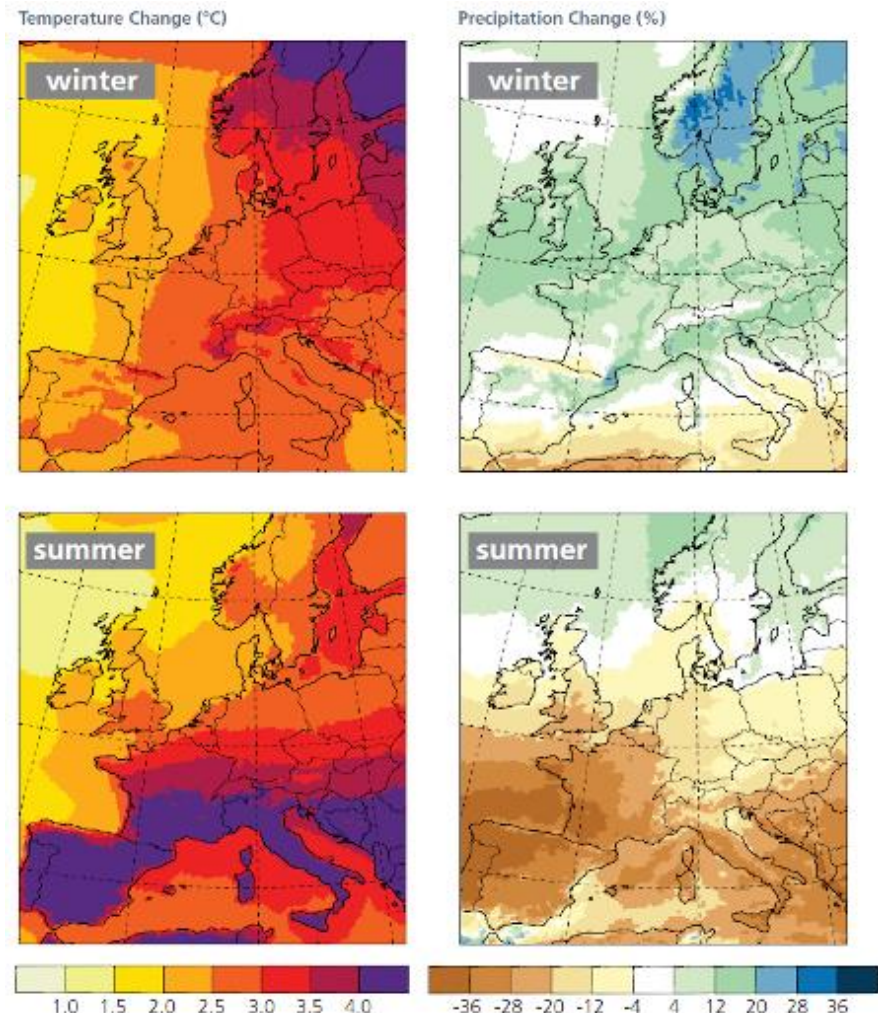 Temperature Change (°C)
Precipitation Change (%)
winter
winter
summer
summer
1.0 1.5 2.0 2.5 3.0 3.5 4.0
-36 -28 -20 -12 -4 4 12 20 28 36